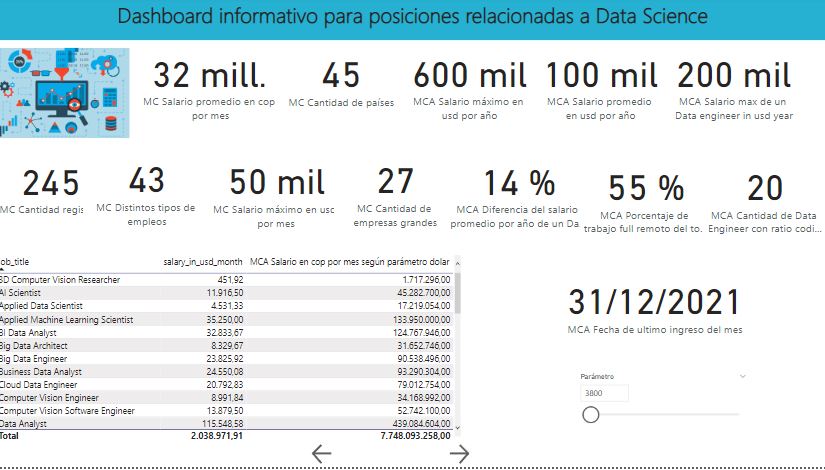 Dashboard informativo para posiciones relacionadas a Data Science
32 mill.
MC Salario promedio en cop
por mes
45
MC Cantidad de países
600 mil
MCA Salario máximo en
usd por año
100 mil
MCA Salario promedio
en usd por año
200 mil
MCA Salario max de un
Data engineer in usd year
245
MC Cantidad regis
43
MC Distintos tipos de
empleos
50 mil
MC Salario máximo en usd
por mes
27
MC Cantidad de
empresas grandes
14 %
MCA Diferencia del salario
promedio por año de un Da
55 %
MCA Porcentaje de
trabajo full remoto del to...
20
MCA Cantidad de Data
Engineer con ratio codi...
job_title salary_in_usd_month MCA Salario en cop por mes según parámetro dolar
3D Computer Vision Researcher 451,92 1.717.296,00
AI Scientist 11.916,50 45.282.700,00
Applied Data Scientist 4.531,33 17.219.054,00
Applied Machine Learning Scientist 35.250,00 133.950.000,00
BI Data Analyst 32.833,67 124.767.946,00
Big Data Architect 8.329,67 31.652.746,00
Big Data Engineer 23.825,92 90.538.496,00
Business Data Analyst 24.550,08 93.290.304,00
Cloud Data Engineer 20.792,83 79.012.754,00
Computer Vision Engineer 8.991,84 34.168.992,00
Computer Vision Software Engineer 13.879,50 52.742.100,00
Data Analyst 115.548,58 439.084.604,00
Total 2.038.971,91 7.748.093.258,00
31/12/2021
MCA Fecha de ultimo ingreso del mes
Parámetro
3800